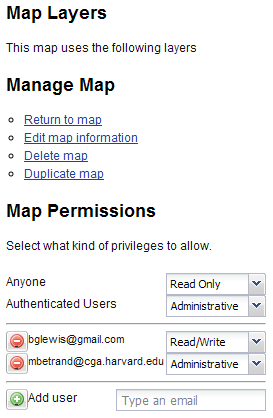 Map Layers
This map uses the following layers
Manage Map
Return to map
Edit map information
Delete map
Duplicate map
Map Permissions
Select what kind of privileges to allow.
Anyone Read Only
Authenticated Users Administrative
bglewis@gmail.com Read/Write
mbetrand@cga.harvard.edu Administrative
Add user Type an email